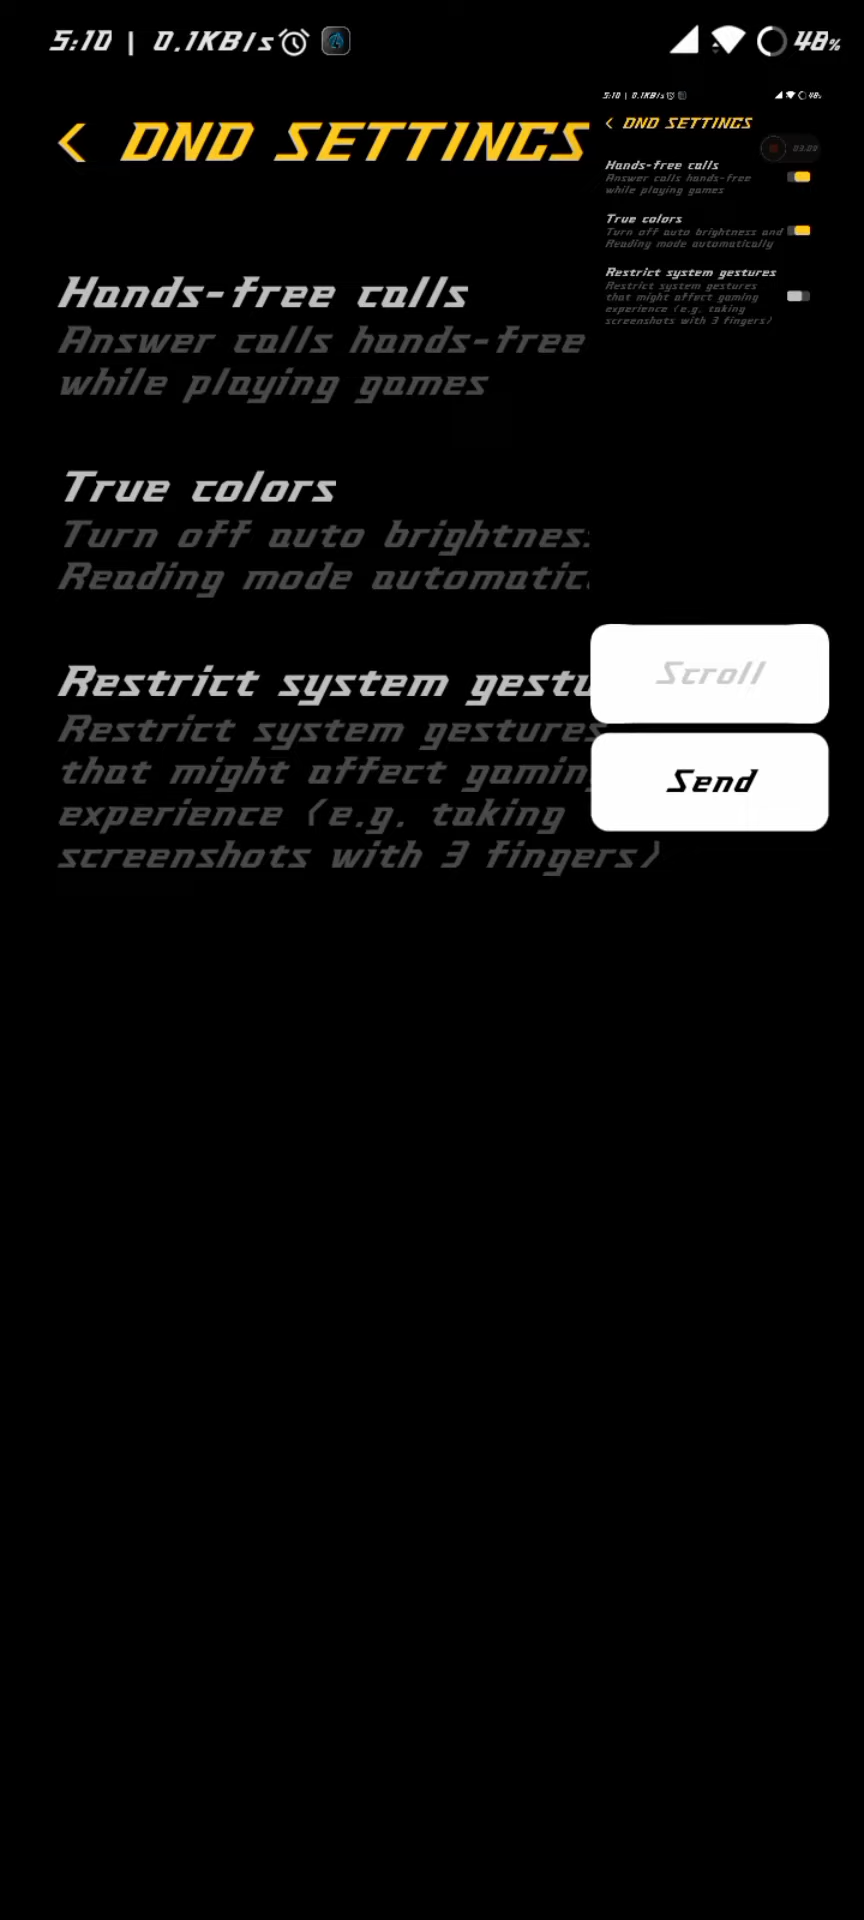 5:10 | 0.1KB/s 48%
DND SETTINGS
Hands-free calls
Answer calls hands-free
while playing games
True colors
Turn off auto brightnes
Reading mode automatic
Restrict system gestu
Restrict system gestures
that might affect gaming
experience (e.g. taking
screenshots with 3 fingers)
5:10 | 0.1KB/s 48%
DND SETTINGS
03:09
Hands-free calls
Answer calls hands-free
while playing games
True colors
Turn off auto brightness and
Reading mode automatically
Restrict system gestures
Restrict system gestures
that might affect gaming
experience (e.g. taking
screenshots with 3 fingers)
Scroll
Send